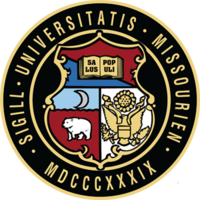 SIGILL · UNIVERSITATIS · MISSOURIEN ·
MDCCCXXXIX
SA POP
LUS ULI